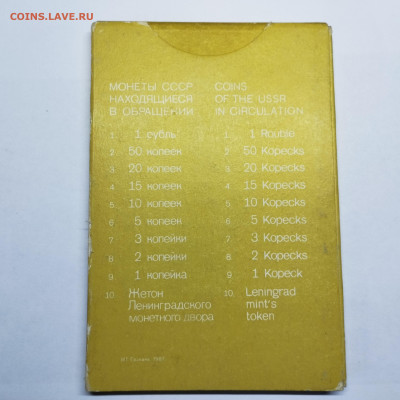 COINS.LAVE.RU
МОНЕТЫ СССР,
НАХОДЯЩИЕСЯ
В ОБРАЩЕНИИ
1 1 рубль
2 50 копеек
3 20 копеек
4 15 копеек
5 10 копеек
6 5 копеек
7 3 копейки
8 2 копейки
9 1 копейка
10 Жетон
Ленинградского
монетного двора
COINS
OF THE USSR
IN CIRCULATION
1 1 Rouble
2 50 Kopecks
3 20 Kopecks
4 15 Kopecks
5 10 Kopecks
6 5 Kopecks
7 3 Kopecks
8 2 Kopecks
9 1 Kopeck
10 Leningrad
mint's
token